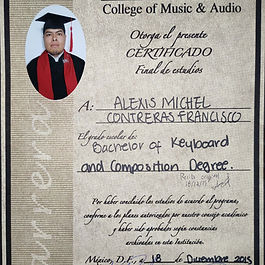 College of Music & Audio
Otorga el presente
CERTIFICADO
Final de estudios
A: ALEXIS MICHEL
CONTRERAS FRANCISCO
El grado escolar de:
Bachelor of Keyboard
and Composition Degree.
Por haber concluido los estudios de acuerdo al programa,
conforme a los planes autorizados por nuestro consejo académico
y haber sido aprobados según constancias
archivadas en esta Institución.
México, D.F., a 18 de Diciembre 2015